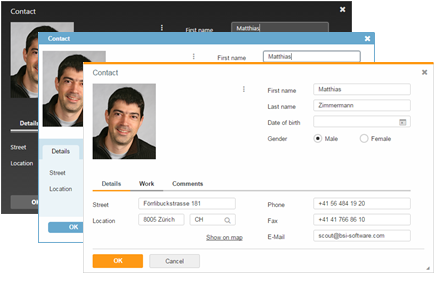 Contact
First name Matthias
Contact
First name Matthias
Details
Street
Location
OK
Details
Street
Location
OK
Contact
First name Matthias
Last name Zimmermann
Date of birth
Gender Male Female
Details Work Comments
Street Förrlibuckstrasse 181 Phone +41 56 484 19 20
Location 8005 Zürich CH Fax +41 41 766 86 10
Show on map E-Mail scout@bsi-software.com
OK Cancel